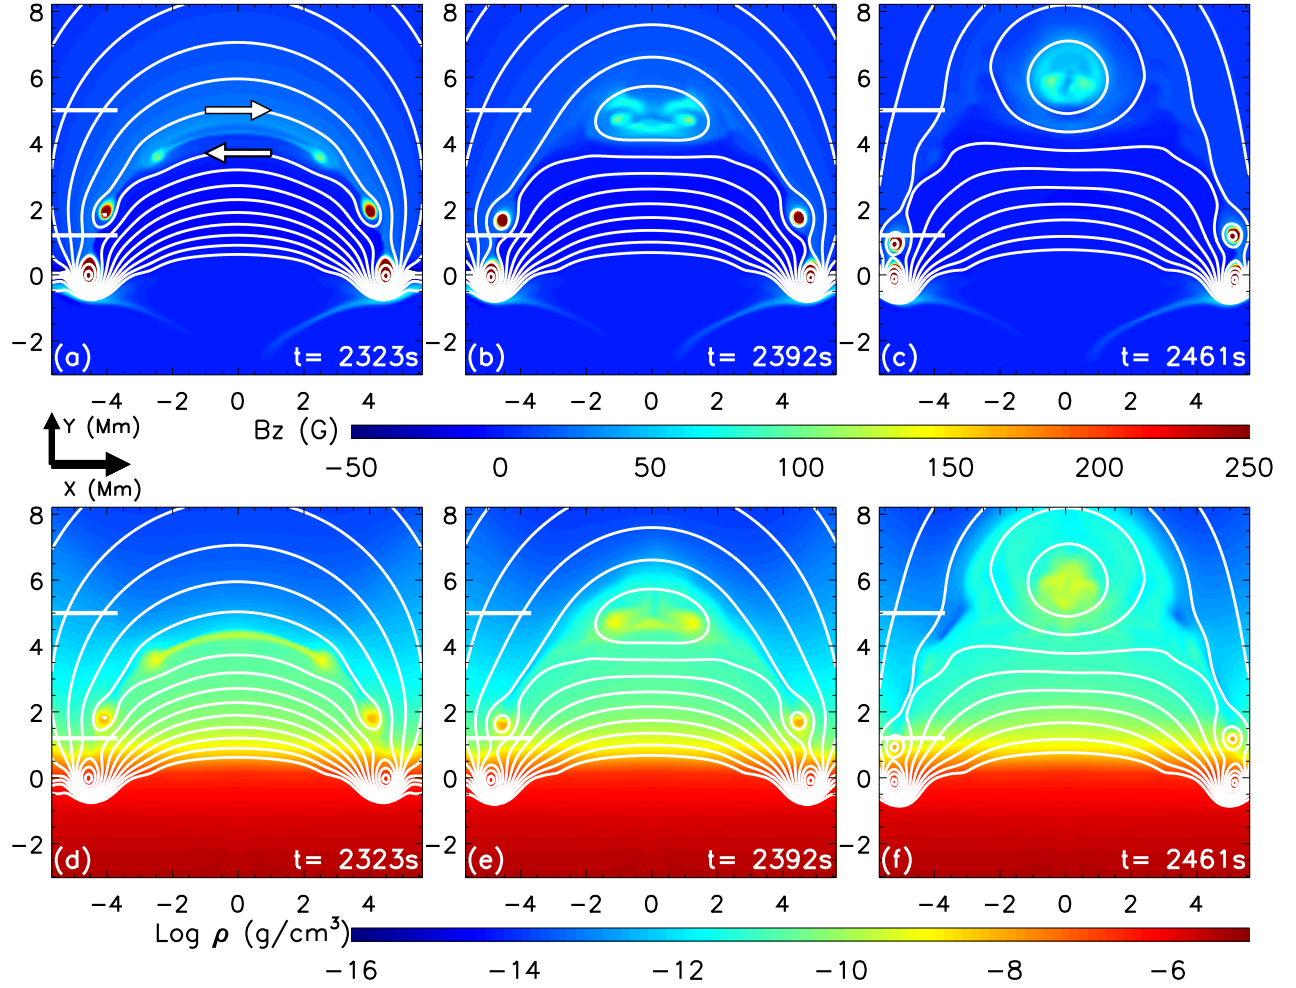 8
6
4
2
0
−2
(a)
t= 2323s
−4 −2 0 2 4
8
6
4
2
0
−2
(b)
t= 2392s
−4 −2 0 2 4
8
6
4
2
0
−2
(c)
t= 2461s
−4 −2 0 2 4
Y (Mm)
X (Mm)
Bz (G)
−50 0 50 100 150 200 250
8
6
4
2
0
−2
(d)
t= 2323s
−4 −2 0 2 4
8
6
4
2
0
−2
(e)
t= 2392s
−4 −2 0 2 4
8
6
4
2
0
−2
(f)
t= 2461s
−4 −2 0 2 4
Log ρ (g/cm³)
−16 −14 −12 −10 −8 −6